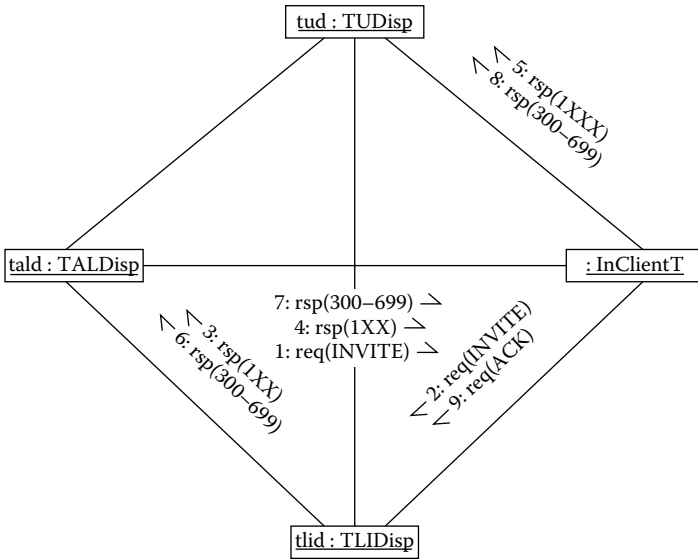 tud : TUDisp
5: rsp(1XXX)
8: rsp(300–699)
tald : TALDisp
: InClientT
7: rsp(300–699)
4: rsp(1XX)
1: req(INVITE)
3: rsp(1XX)
6: rsp(300–699)
2: req(INVITE)
9: req(ACK)
tlid : TLIDisp